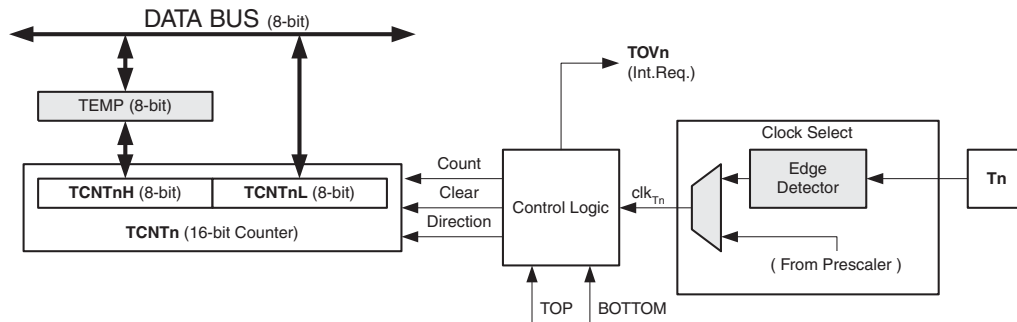 DATA BUS (8-bit)
TOVn
(Int.Req.)
TEMP (8-bit)
Clock Select
Count
Edge
Detector
Tn
TCNTnH (8-bit) TCNTnL (8-bit)
Clear
Control Logic
clkTn
TCNTn (16-bit Counter)
Direction
( From Prescaler )
TOP
BOTTOM